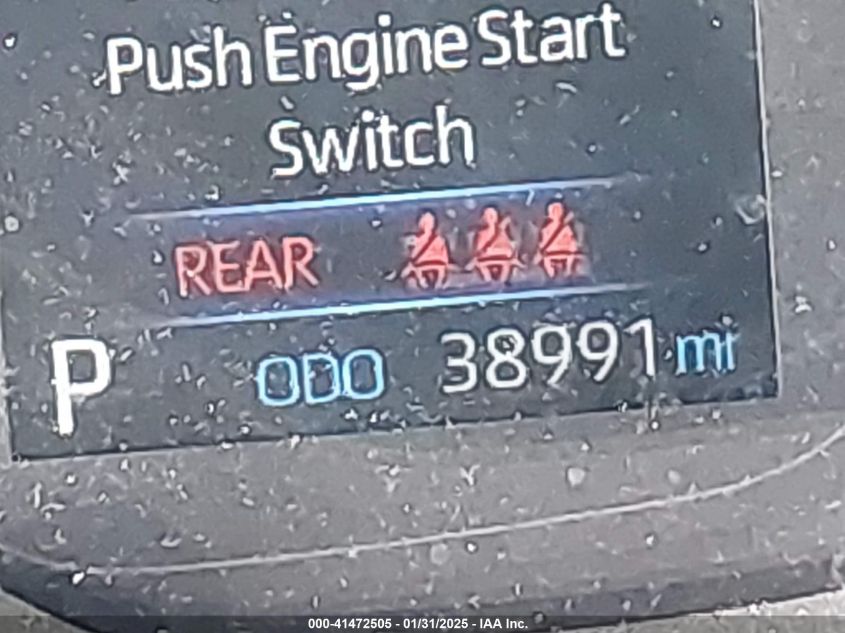 Push Engine Start
Switch
REAR
P ODO 38991 mi
000-41472505 - 01/31/2025 - IAA Inc.